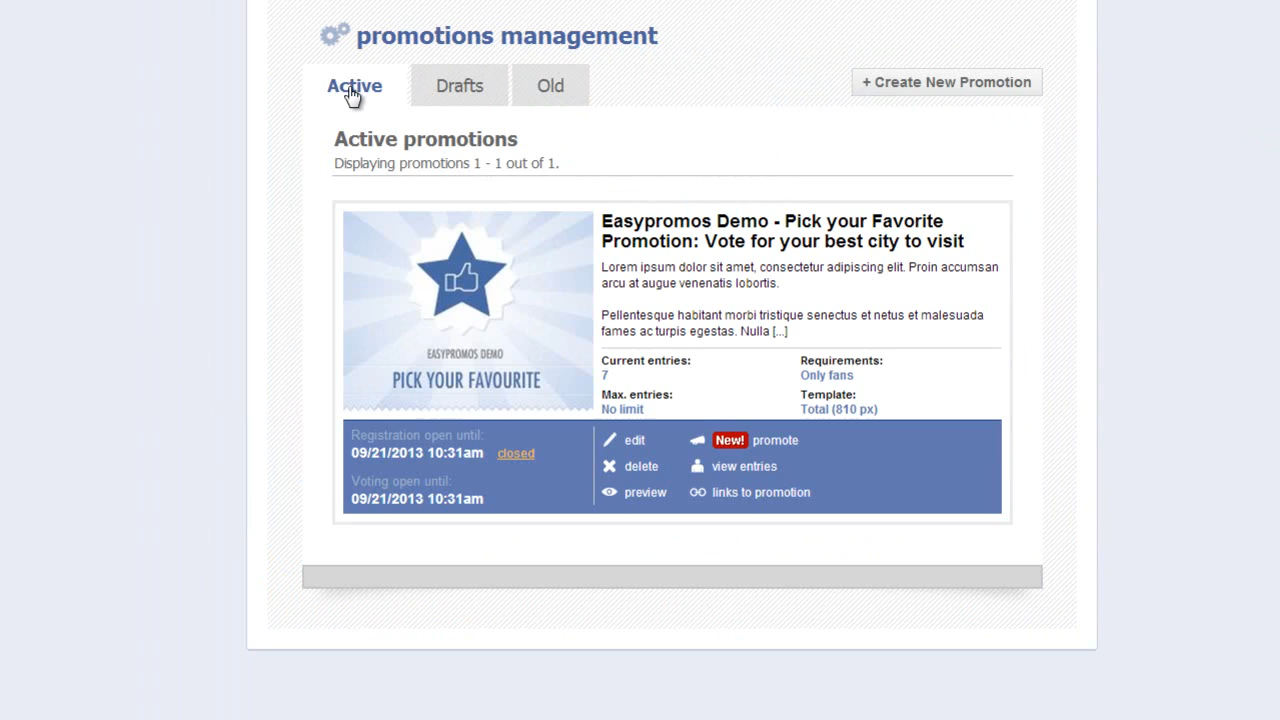 promotions management
Active
Drafts
Old
+ Create New Promotion
Active promotions
Displaying promotions 1 - 1 out of 1.
EASYPROMOS DEMO
PICK YOUR FAVOURITE
Easypromos Demo - Pick your Favorite
Promotion: Vote for your best city to visit
Lorem ipsum dolor sit amet, consectetur adipiscing elit. Proin accumsan
arcu at augue venenatis lobortis.
Pellentesque habitant morbi tristique senectus et netus et malesuada
fames ac turpis egestas. Nulla [...]
Current entries:
7
Requirements:
Only fans
Max. entries:
No limit
Template:
Total (810 px)
Registration open until:
09/21/2013 10:31am closed
Voting open until:
09/21/2013 10:31am
edit
New! promote
delete
view entries
preview
links to promotion